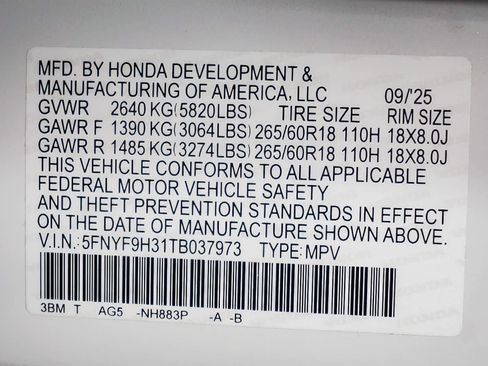 MFD. BY HONDA DEVELOPMENT &
MANUFACTURING OF AMERICA, LLC 09/'25
GVWR 2640 KG(5820LBS) TIRE SIZE RIM SIZE
GAWR F 1390 KG(3064LBS) 265/60R18 110H 18X8.0J
GAWR R 1485 KG(3274LBS) 265/60R18 110H 18X8.0J
THIS VEHICLE CONFORMS TO ALL APPLICABLE
FEDERAL MOTOR VEHICLE SAFETY
AND THEFT PREVENTION STANDARDS IN EFFECT
ON THE DATE OF MANUFACTURE SHOWN ABOVE.
V.I.N.:5FNYF9H31TB037973 TYPE:MPV
3BM T AG5 -NH883P -A -B